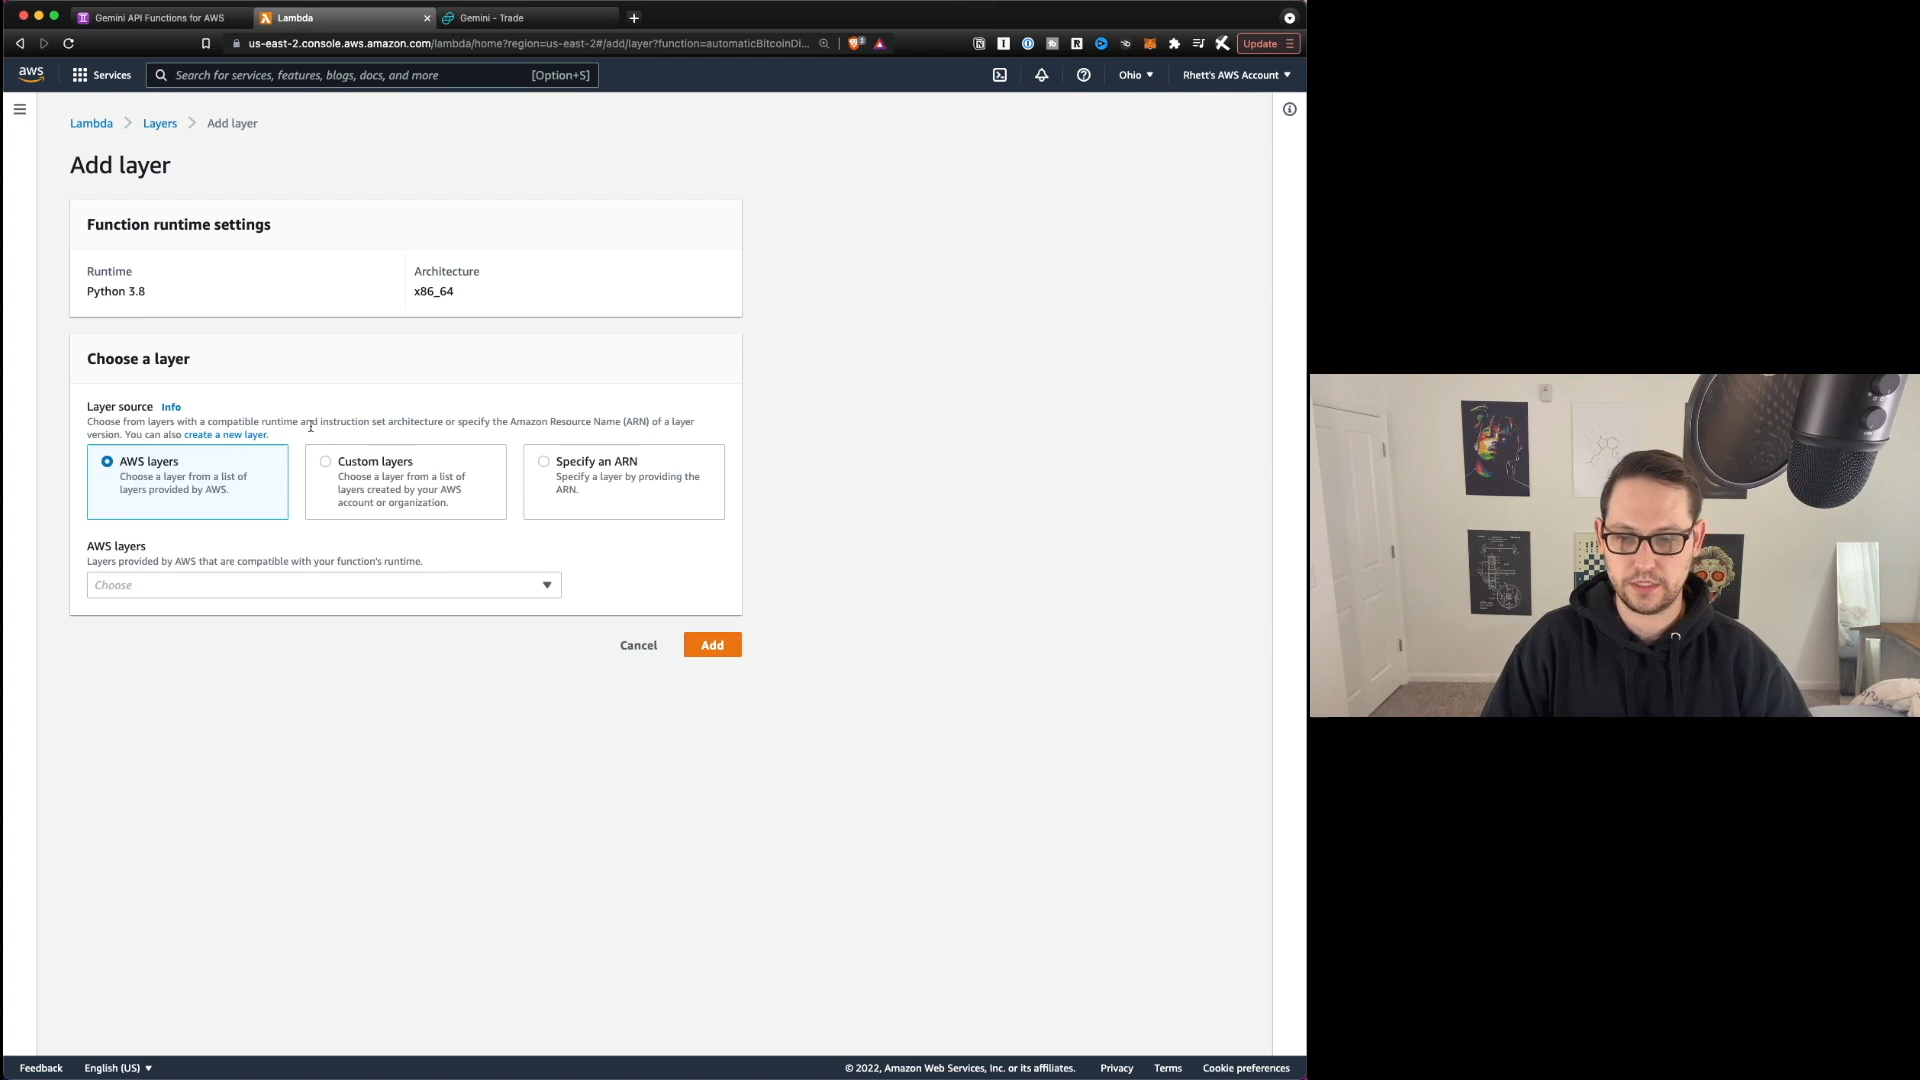 Gemini API Functions for AWS
Lambda
Gemini - Trade
us-east-2.console.aws.amazon.com/lambda/home?region=us-east-2#/add/layer?function=automaticBitcoinDi...
Update
aws
Services
Search for services, features, blogs, docs, and more
[Option+S]
Ohio
Rhett's AWS Account
Lambda
Layers
Add layer
Add layer
Function runtime settings
Runtime
Python 3.8
Architecture
x86_64
Choose a layer
Layer source Info
Choose from layers with a compatible runtime and instruction set architecture or specify the Amazon Resource Name (ARN) of a layer
version. You can also create a new layer.
AWS layers
Choose a layer from a list of
layers provided by AWS.
Custom layers
Choose a layer from a list of
layers created by your AWS
account or organization.
Specify an ARN
Specify a layer by providing the
ARN.
AWS layers
Layers provided by AWS that are compatible with your function's runtime.
Choose
Cancel
Add
Feedback
English (US)
© 2022, Amazon Web Services, Inc. or its affiliates.
Privacy
Terms
Cookie preferences